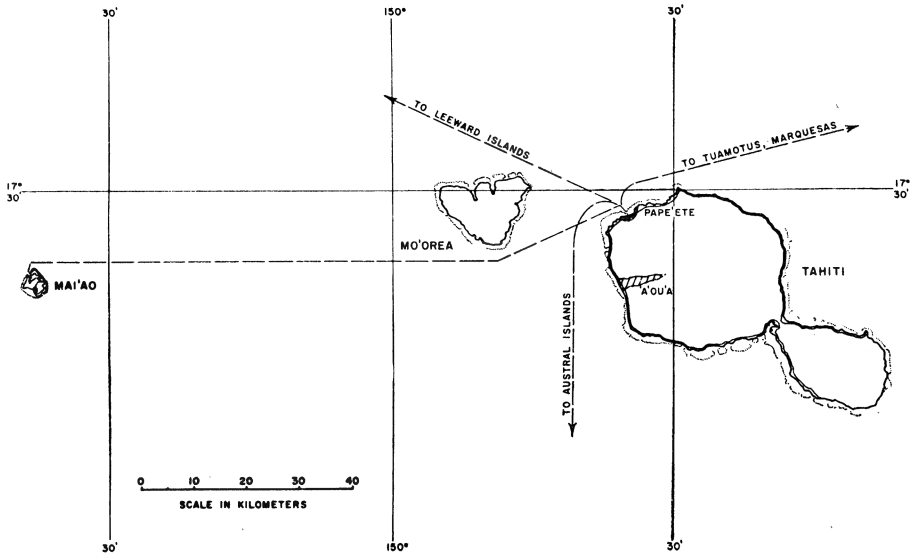 30'
150°
30'
TO LEEWARD ISLANDS
TO TUAMOTUS, MARQUESAS
17°
30'
17°
30'
PAPE'ETE
MO'OREA
MAI'AO
TAHITI
A'OU'A
TO AUSTRAL ISLANDS
0 10 20 30 40
SCALE IN KILOMETERS
30'
150°
30'